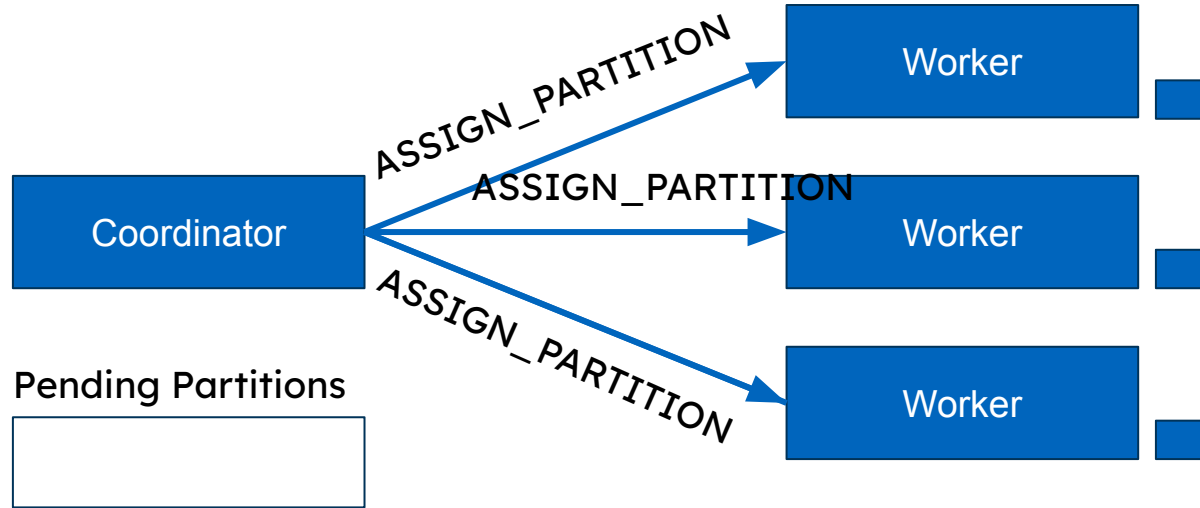 ASSIGN_PARTITION
Worker
ASSIGN_PARTITION
Coordinator
Worker
ASSIGN_PARTITION
Pending Partitions
Worker